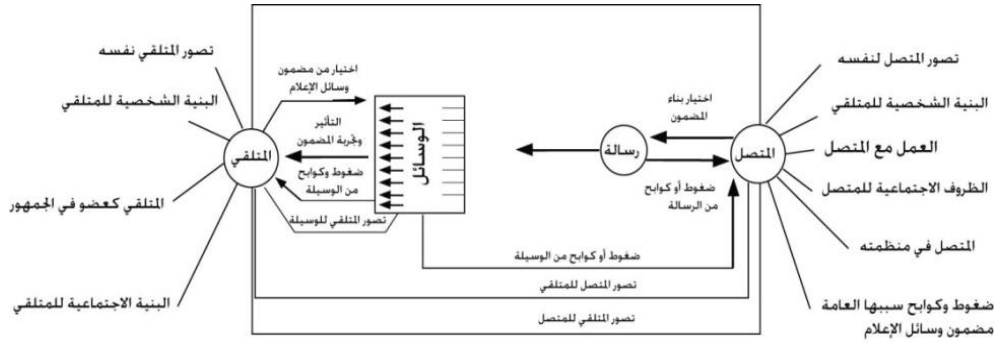 تصور المتصل لنفسه
البنية الشخصية للمتلقي
العمل مع المتصل
الظروف الاجتماعية للمتصل
المتصل في منظمته
ضغوط وكوابح سببها العامة
مضمون وسائل الإعلام
المتصل
اختيار بناء
المضمون
رسالة
ضغوط أو كوابح
من الرسالة
الوسائل
اختيار من مضمون
وسائل الإعلام
التأثير
وتجربة المضمون
ضغوط وكوابح
من الوسيلة
تصور المتلقي للوسيلة
ضغوط أو كوابح من الوسيلة
تصور المتصل للمتلقي
تصور المتلقي للمتصل
المتلقي
تصور المتلقي نفسه
البنية الشخصية للمتلقي
المتلقي كعضو في الجمهور
البنية الاجتماعية للمتلقي